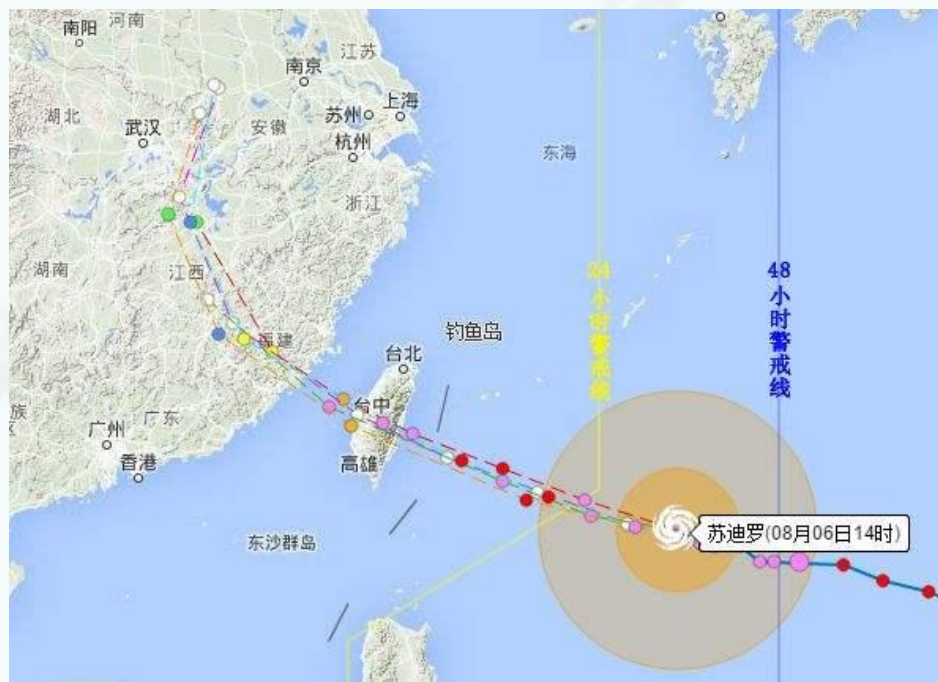 河南
南阳
江苏
南京
湖北
上海
苏州
武汉
安徽
杭州
东海
浙江
湖南
江西
24小时警戒线
48小时警戒线
钓鱼岛
福建
台北
台中
族
区
广东
广州
高雄
香港
苏迪罗(08月06日14时)
东沙群岛